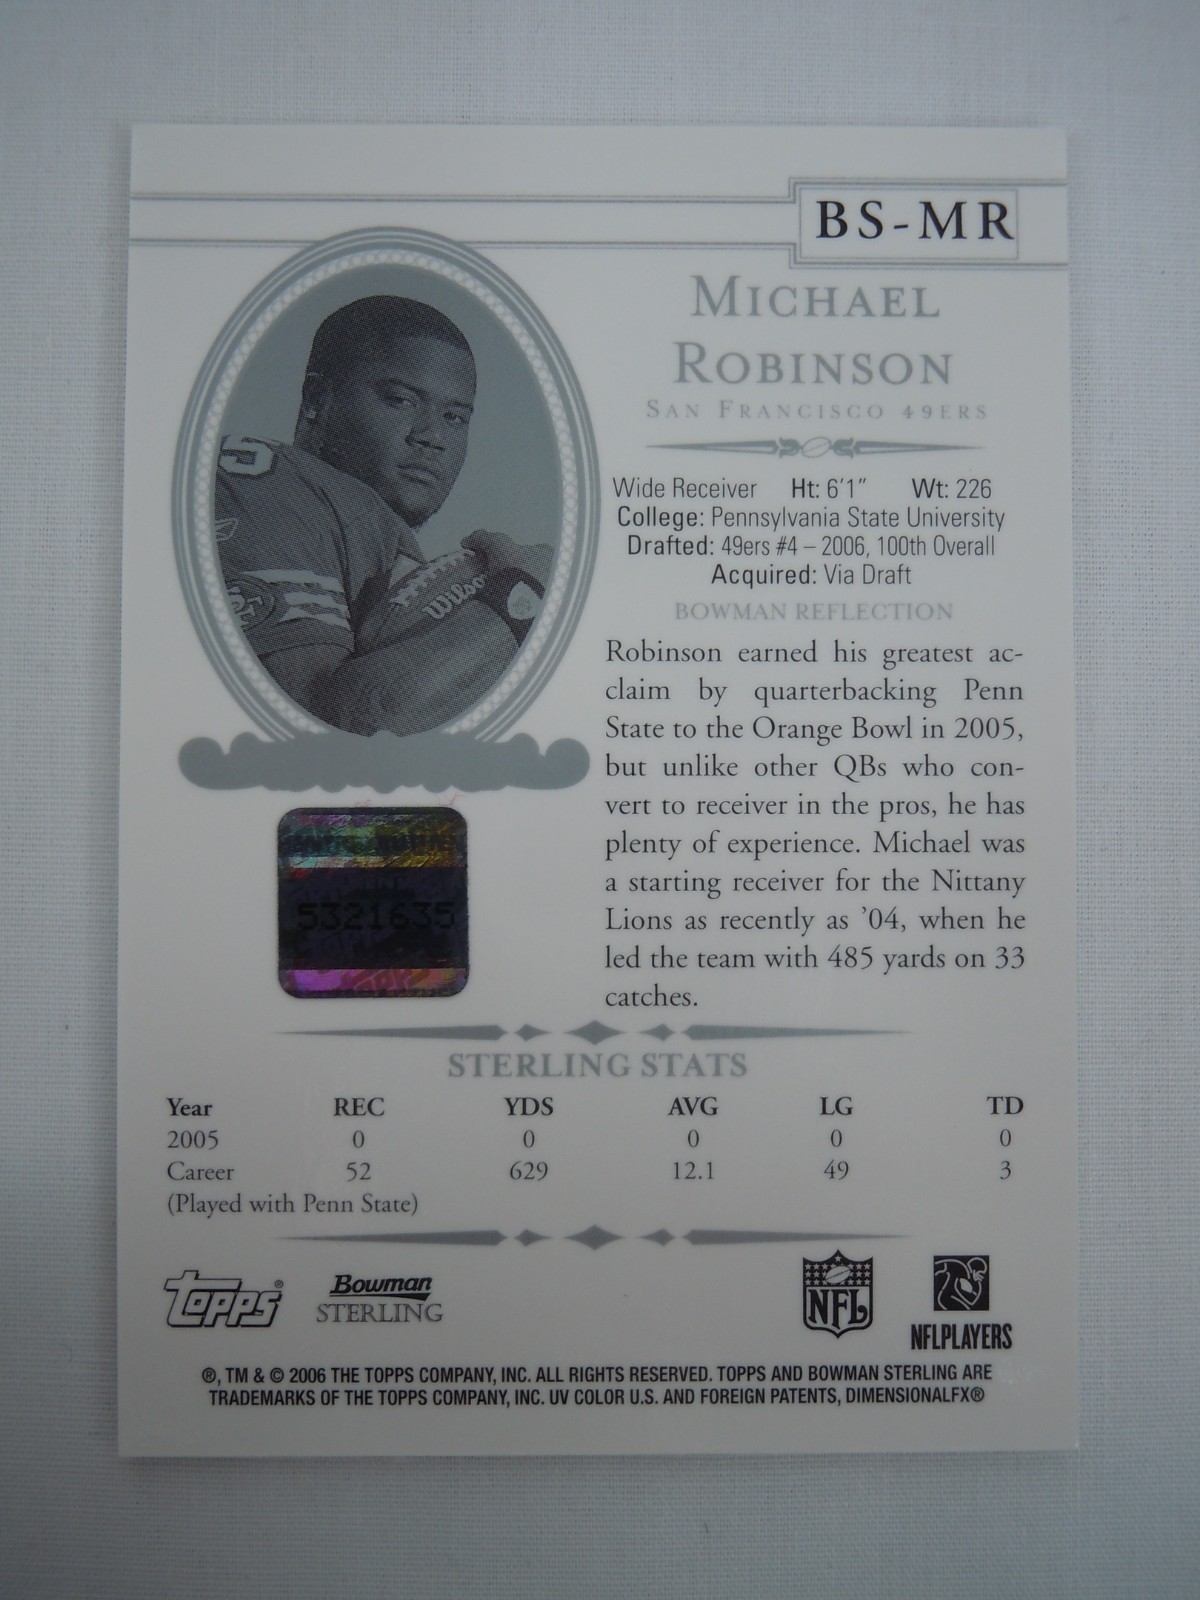 BS-MR
MICHAEL
ROBINSON
SAN FRANCISCO 49ERS
Wide Receiver Ht: 6'1" Wt: 226
College: Pennsylvania State University
Drafted: 49ers #4 – 2006, 100th Overall
Acquired: Via Draft
BOWMAN REFLECTION
Robinson earned his greatest ac-
claim by quarterbacking Penn
State to the Orange Bowl in 2005,
but unlike other QBs who con-
vert to receiver in the pros, he has
plenty of experience. Michael was
a starting receiver for the Nittany
Lions as recently as ’04, when he
led the team with 485 yards on 33
catches.
5
SF
Wilson
5321635
STERLING STATS
Year REC YDS AVG LG TD
2005 0 0 0 0 0
Career 52 629 12.1 49 3
(Played with Penn State)
Topps®
Bowman
STERLING
NFL
NFLPLAYERS
®, TM & © 2006 THE TOPPS COMPANY, INC. ALL RIGHTS RESERVED. TOPPS AND BOWMAN STERLING ARE
TRADEMARKS OF THE TOPPS COMPANY, INC. UV COLOR U.S. AND FOREIGN PATENTS, DIMENSIONALFX®